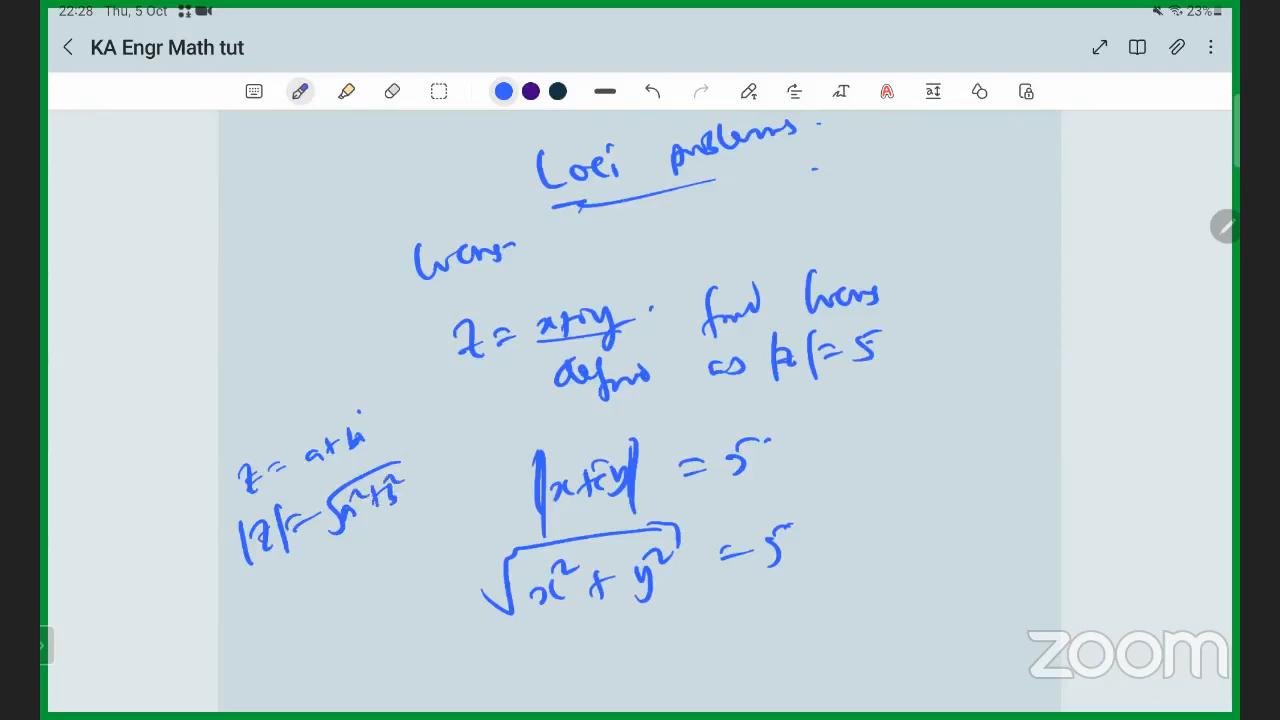 22:28 Thu, 5 Oct 23%
KA Engr Math tut
Loci problems.
locus
z = x+iy. find locus
define as |z| = 5
z = a+bi
|z| = √a²+b²
|x+iy| = 5
√x² + y² = 5
zoom